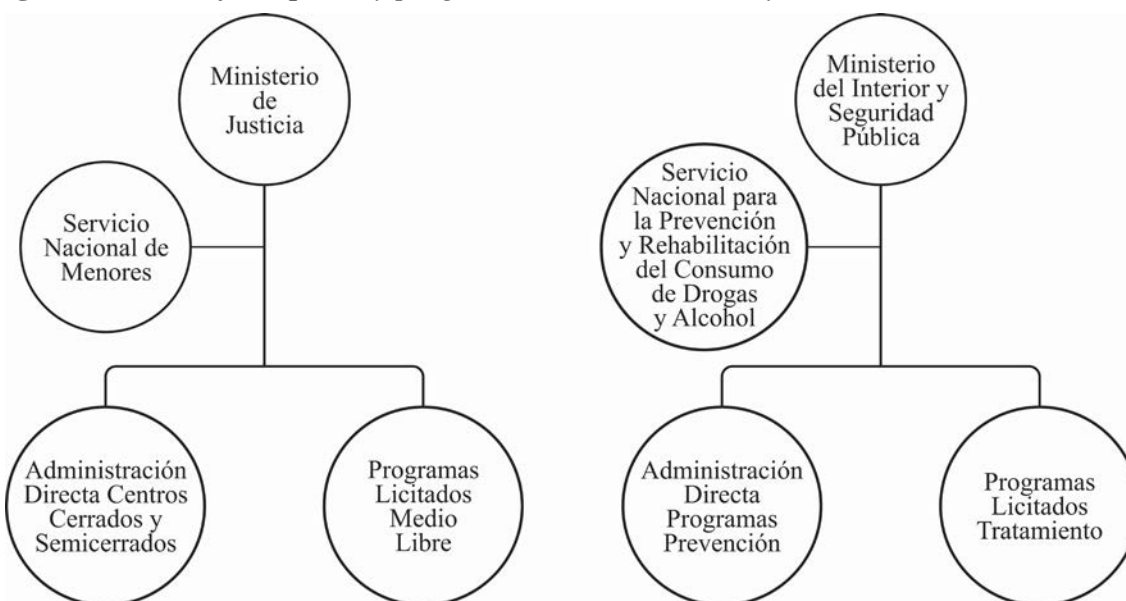 Ministerio
de
Justicia
Servicio
Nacional de
Menores
Administración
Directa Centros
Cerrados y
Semicerrados
Programas
Licitados
Medio
Libre
Ministerio
del Interior y
Seguridad
Pública
Servicio
Nacional para
la Prevención
y Rehabilitación
del Consumo
de Drogas
y Alcohol
Administración
Directa
Programas
Prevención
Programas
Licitados
Tratamiento